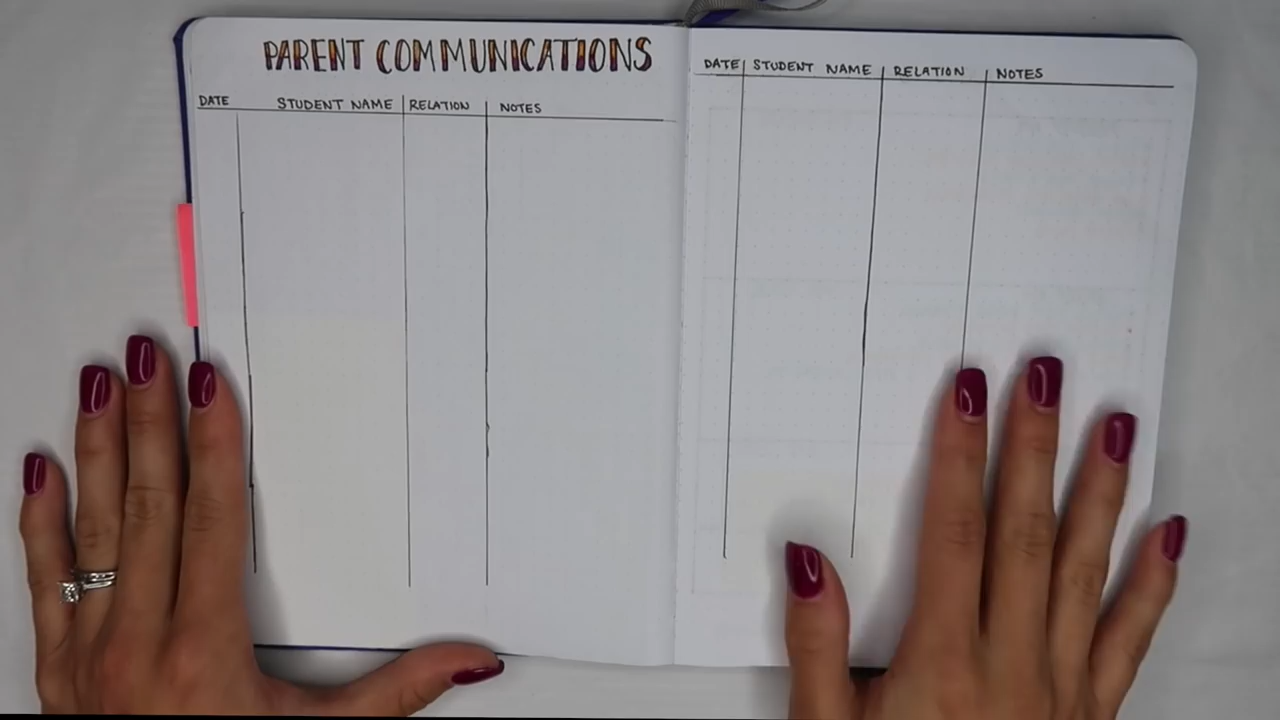 PARENT COMMUNICATIONS
DATE STUDENT NAME RELATION NOTES
DATE STUDENT NAME RELATION NOTES